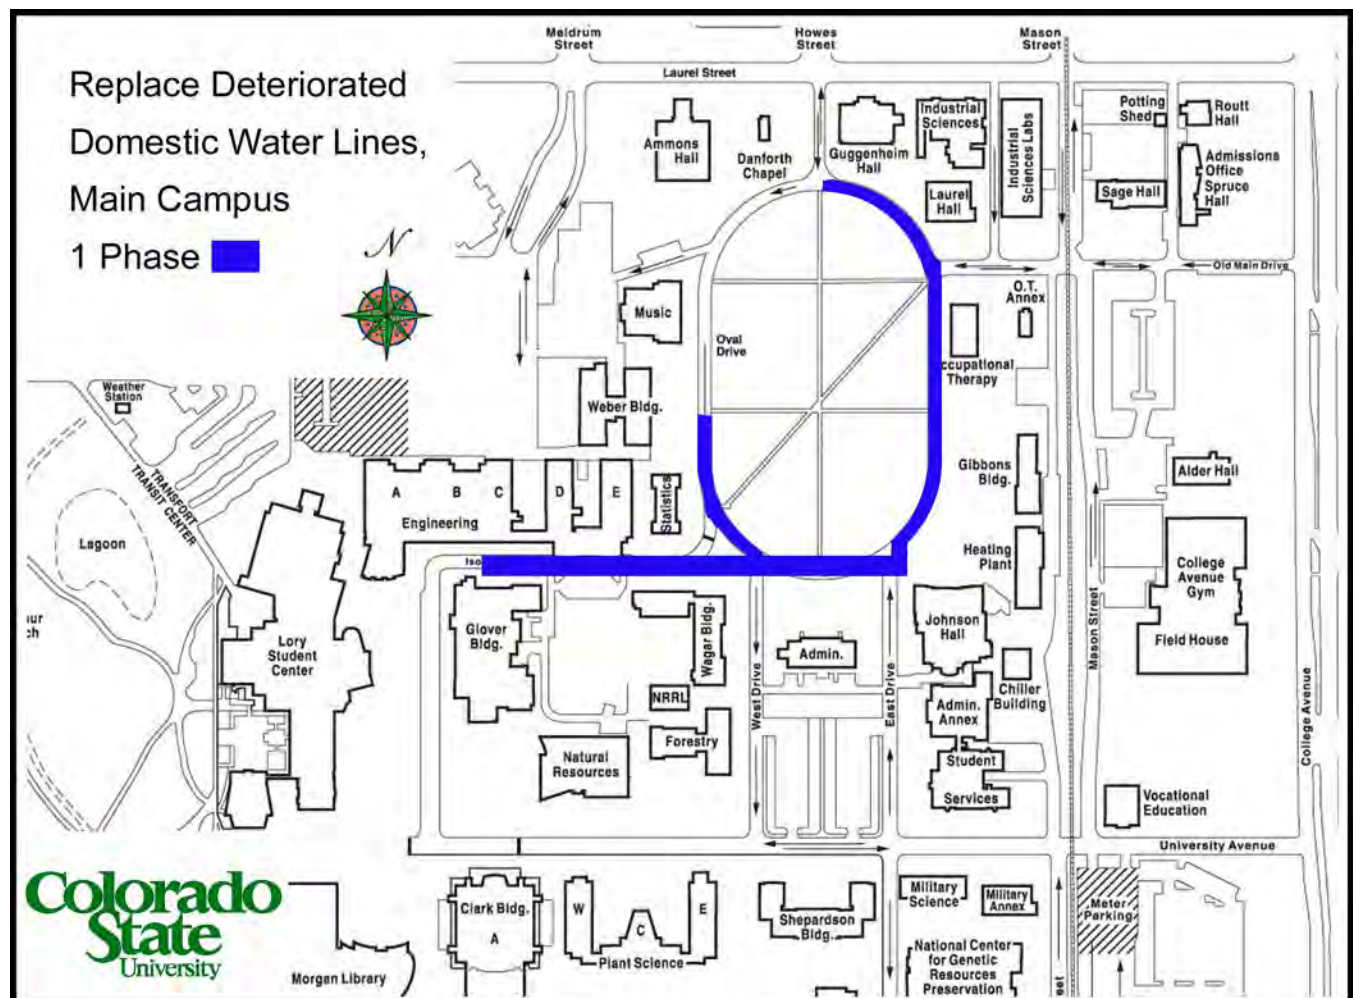 Meldrum
Street
Howes
Street
Mason
Street
Laurel Street
Replace Deteriorated
Domestic Water Lines,
Main Campus
1 Phase
N
Ammons
Hall
Danforth
Chapel
Guggenheim
Hall
Industrial
Sciences
Laurel
Hall
Industrial
Sciences Labs
Potting
Shed
Routt
Hall
Sage Hall
Admissions
Office
Spruce
Hall
Old Main Drive
O.T.
Annex
Music
Oval
Drive
ccupational
Therapy
Weather
Station
Weber Bldg.
TRANSFORT
TRANSIT CENTER
A
B
C
D
E
Engineering
Statistics
Gibbons
Bldg.
Alder Hall
Lagoon
Iso
Heating
Plant
College
Avenue
Gym
Field House
Mason Street
ur
ch
Lory
Student
Center
Glover
Bldg.
Wagar Bldg.
NRRL
Forestry
Natural
Resources
West Drive
Admin.
East Drive
Johnson
Hall
Chiller
Building
Admin.
Annex
Student
Services
College Avenue
Vocational
Education
University Avenue
Colorado
State
University
Morgan Library
Clark Bldg.
A
W
C
E
Plant Science
Shepardson
Bldg.
Military
Science
Military
Annex
Meter
Parking
National Center
for Genetic
Resources
Preservation
eet